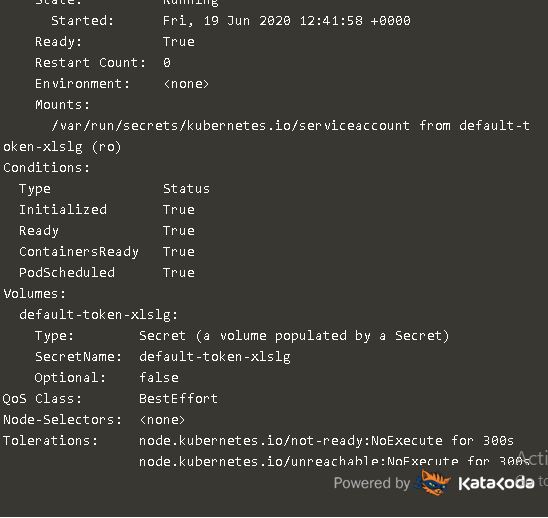 State: Running
Started: Fri, 19 Jun 2020 12:41:58 +0000
Ready: True
Restart Count: 0
Environment: <none>
Mounts:
/var/run/secrets/kubernetes.io/serviceaccount from default-t
oken-xlslg (ro)
Conditions:
Type Status
Initialized True
Ready True
ContainersReady True
PodScheduled True
Volumes:
default-token-xlslg:
Type: Secret (a volume populated by a Secret)
SecretName: default-token-xlslg
Optional: false
QoS Class: BestEffort
Node-Selectors: <none>
Tolerations: node.kubernetes.io/not-ready:NoExecute for 300s
node.kubernetes.io/unreachable:NoExecute for 300s
Powered by Katacoda